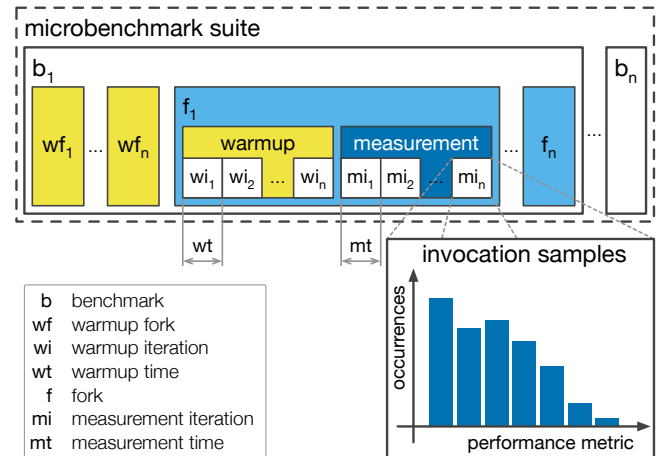 microbenchmark suite
b1 bn
wf1 ... wfn f1 ... fn ...
warmup measurement
wi1 wi2 ... win mi1 mi2 ... min
wt mt
invocation samples
occurrences
performance metric
b benchmark
wf warmup fork
wi warmup iteration
wt warmup time
f fork
mi measurement iteration
mt measurement time